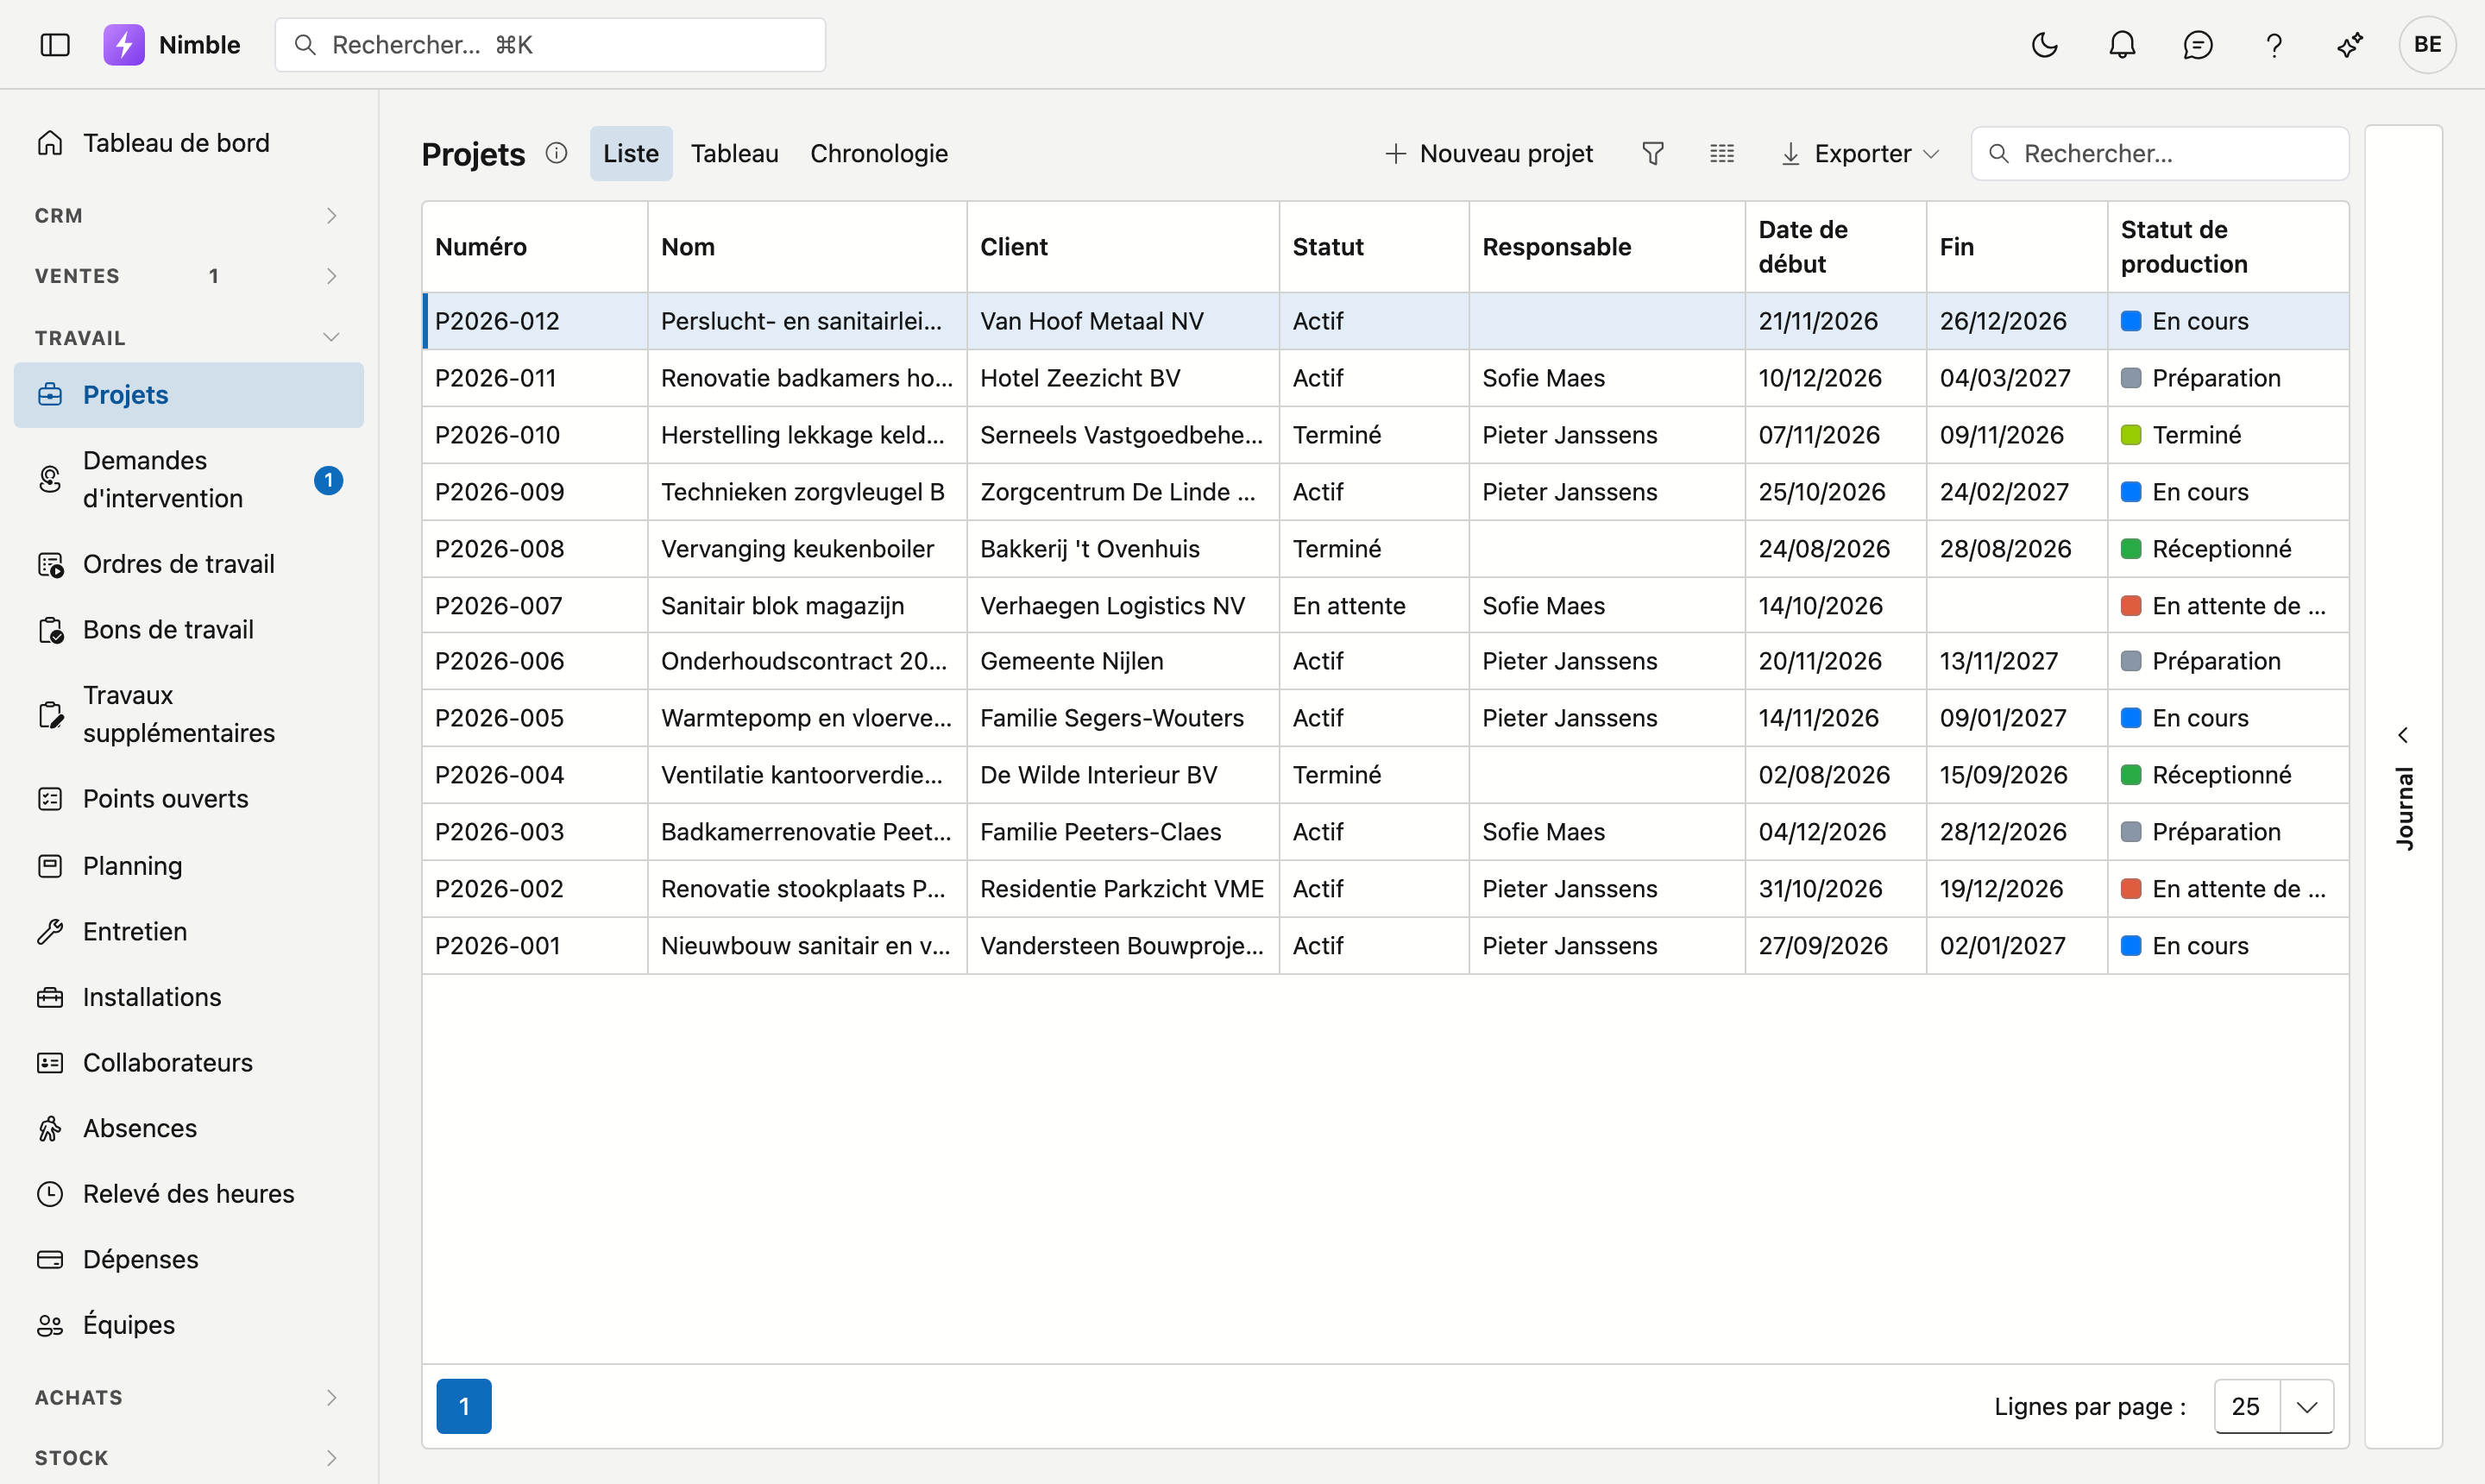 Nimble
Rechercher... ⌘K
BE
Tableau de bord
CRM
VENTES 1
TRAVAIL
Projets
Demandes
d'intervention
1
Ordres de travail
Bons de travail
Travaux
supplémentaires
Points ouverts
Planning
Entretien
Installations
Collaborateurs
Absences
Relevé des heures
Dépenses
Équipes
ACHATS
STOCK
Projets Liste Tableau Chronologie Nouveau projet Exporter Rechercher...
Numéro Nom Client Statut Responsable Date de début Fin Statut de production
P2026-012 Perslucht- en sanitairlei... Van Hoof Metaal NV Actif 21/11/2026 26/12/2026 En cours
P2026-011 Renovatie badkamers ho... Hotel Zeezicht BV Actif Sofie Maes 10/12/2026 04/03/2027 Préparation
P2026-010 Herstelling lekkage keld... Serneels Vastgoedbehe... Terminé Pieter Janssens 07/11/2026 09/11/2026 Terminé
P2026-009 Technieken zorgvleugel B Zorgcentrum De Linde ... Actif Pieter Janssens 25/10/2026 24/02/2027 En cours
P2026-008 Vervanging keukenboiler Bakkerij 't Ovenhuis Terminé 24/08/2026 28/08/2026 Réceptionné
P2026-007 Sanitair blok magazijn Verhaegen Logistics NV En attente Sofie Maes 14/10/2026 En attente de ...
P2026-006 Onderhoudscontract 20... Gemeente Nijlen Actif Pieter Janssens 20/11/2026 13/11/2027 Préparation
P2026-005 Warmtepomp en vloerve... Familie Segers-Wouters Actif Pieter Janssens 14/11/2026 09/01/2027 En cours
P2026-004 Ventilatie kantoorverdie... De Wilde Interieur BV Terminé 02/08/2026 15/09/2026 Réceptionné
P2026-003 Badkamerrenovatie Peet... Familie Peeters-Claes Actif Sofie Maes 04/12/2026 28/12/2026 Préparation
P2026-002 Renovatie stookplaats P... Residentie Parkzicht VME Actif Pieter Janssens 31/10/2026 19/12/2026 En attente de ...
P2026-001 Nieuwbouw sanitair en v... Vandersteen Bouwproje... Actif Pieter Janssens 27/09/2026 02/01/2027 En cours
1
Lignes par page : 25
Journal